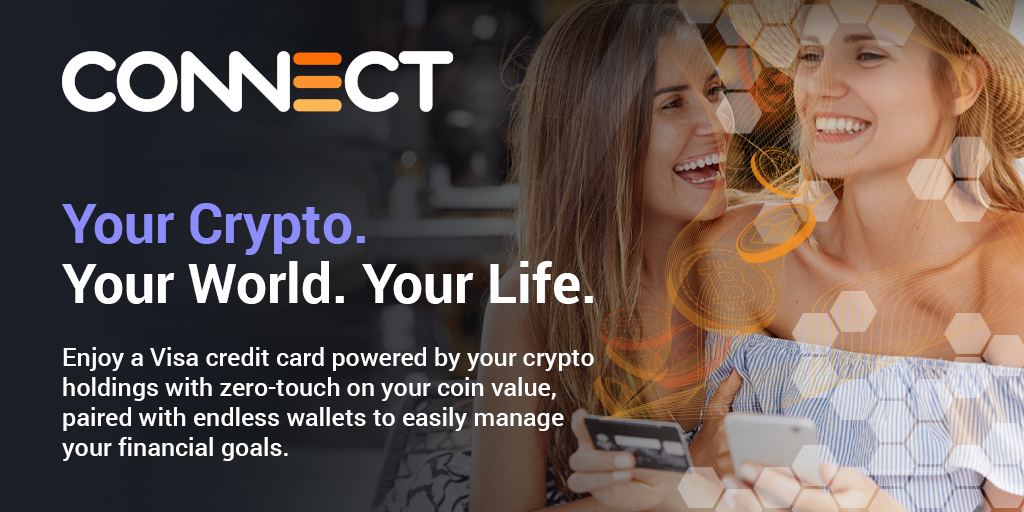 CONNECT
Your Crypto.
Your World. Your Life.
Enjoy a Visa credit card powered by your crypto
holdings with zero-touch on your coin value,
paired with endless wallets to easily manage
your financial goals.